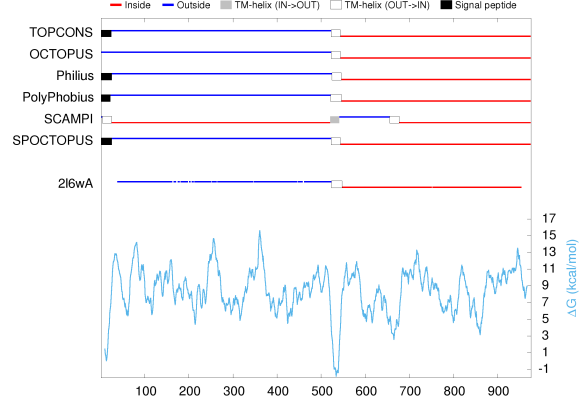 Inside Outside TM-helix (IN->OUT) TM-helix (OUT->IN) Signal peptide
TOPCONS
OCTOPUS
Philius
PolyPhobius
SCAMPI
SPOCTOPUS
2l6wA
17
15
13
11
9
7
5
3
1
-1
ΔG (kcal/mol)
100 200 300 400 500 600 700 800 900